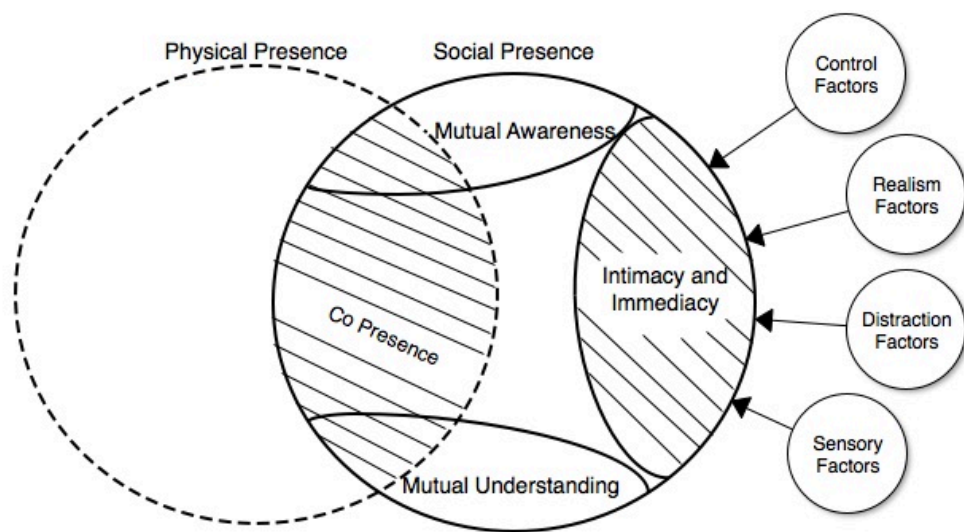 Physical Presence
Social Presence
Control
Factors
Mutual Awareness
Realism
Factors
Intimacy and
Immediacy
Co Presence
Distraction
Factors
Sensory
Factors
Mutual Understanding